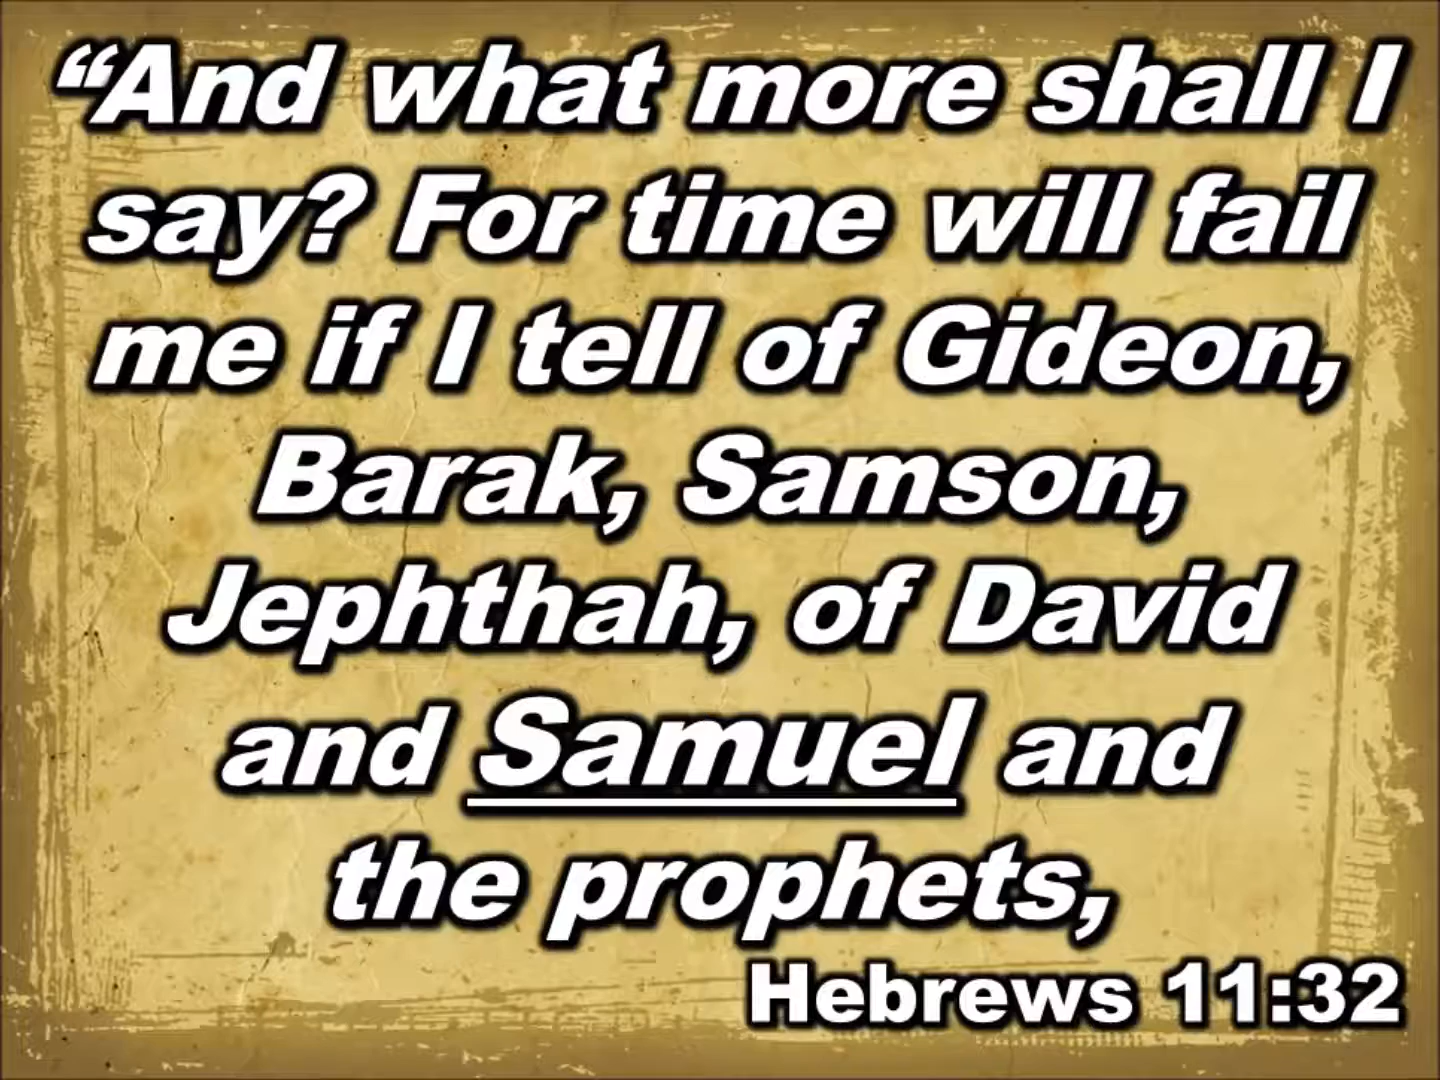 “And what more shall I
say? For time will fail
me if I tell of Gideon,
Barak, Samson,
Jephthah, of David
and Samuel and
the prophets,
Hebrews 11:32